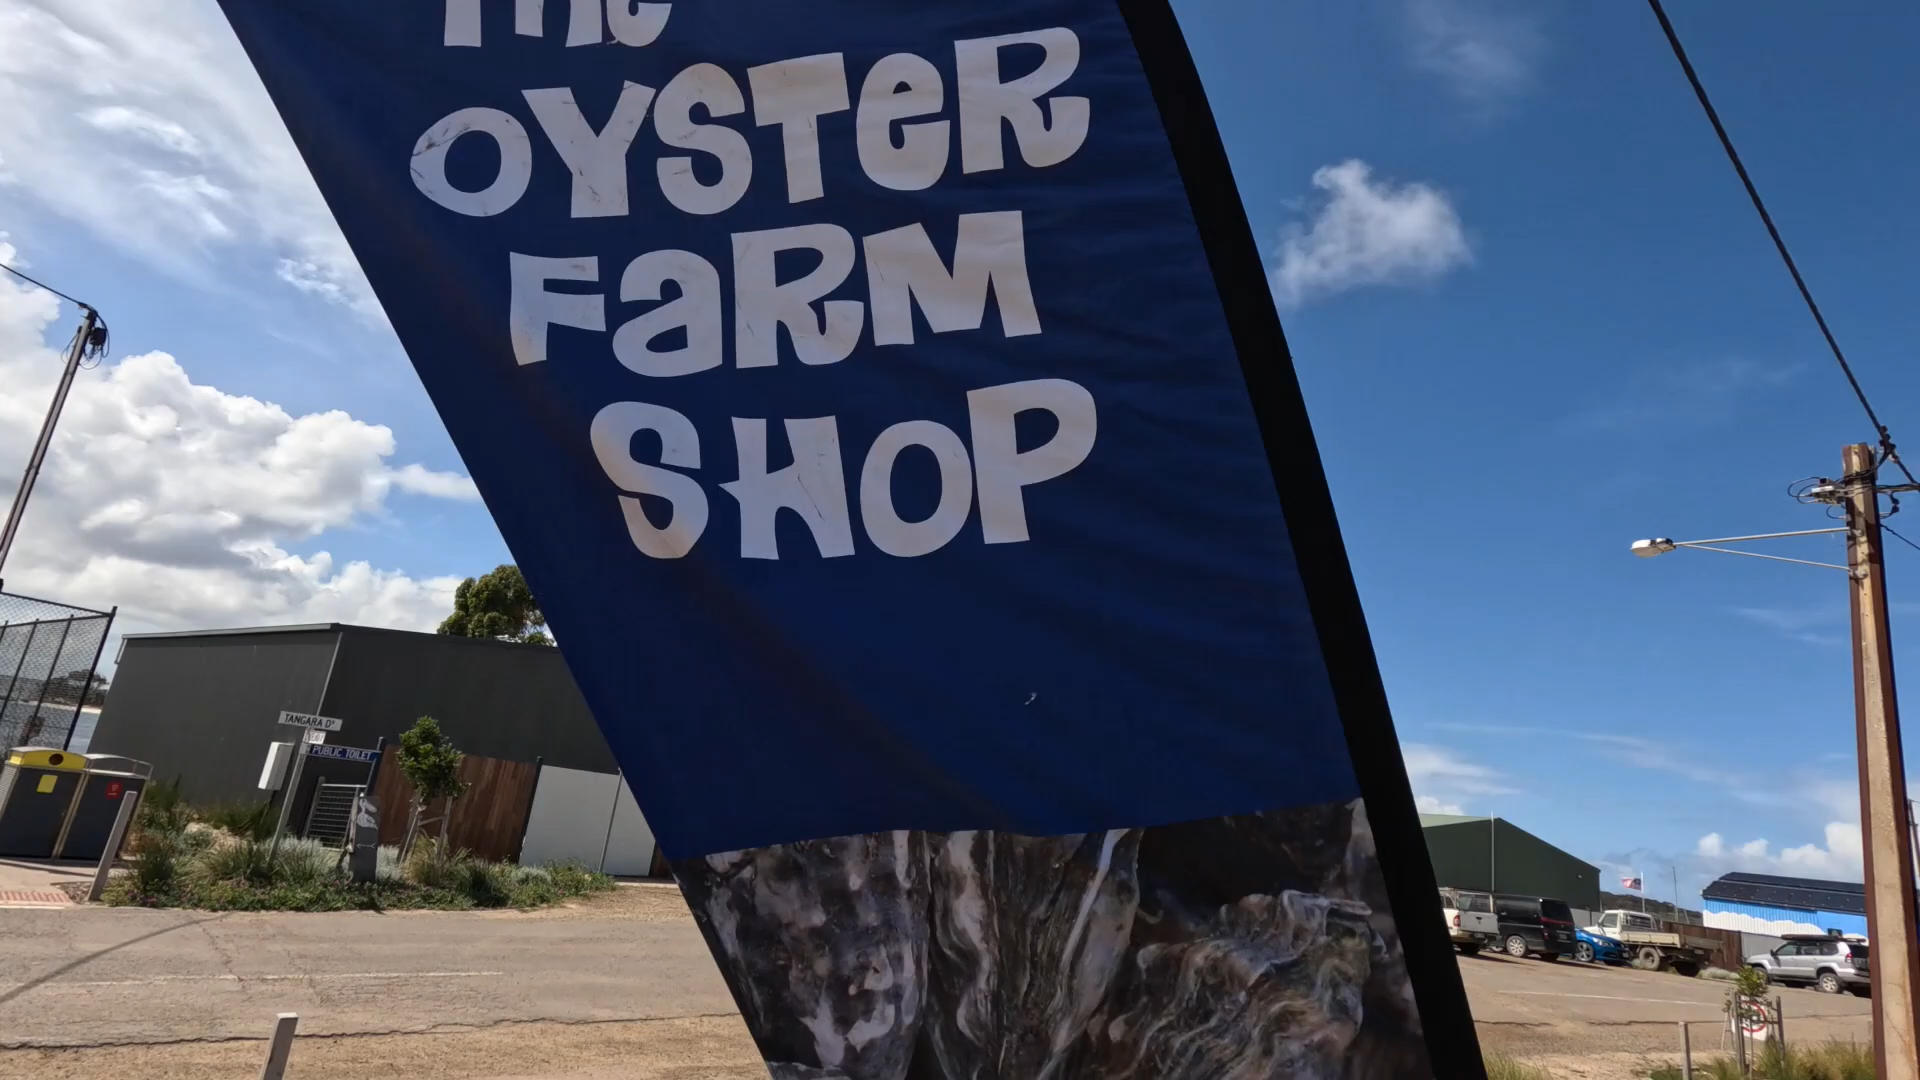 The
OYSTeR
FaRM
SHOP
TANGARA DR
PUBLIC TOILET